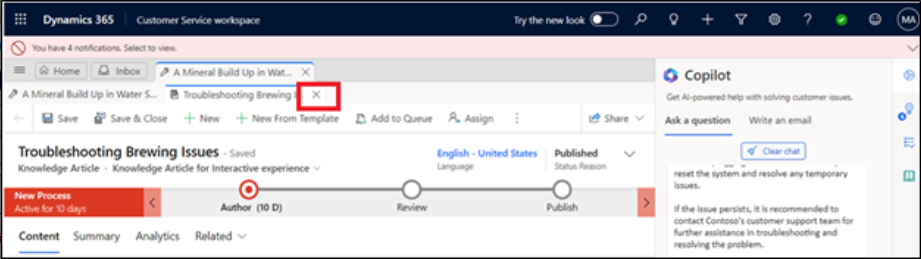 Dynamics 365 Customer Service workspace Try the new look MA
You have 4 notifications. Select to view.
Home Inbox A Mineral Build Up in Wat...
A Mineral Build Up in Water S... Troubleshooting Brewing I...
Save Save & Close New New From Template Add to Queue Assign Share
Troubleshooting Brewing Issues - Saved
Knowledge Article · Knowledge Article for Interactive experience
English - United States
Language
Published
Status Reason
New Process
Active for 10 days
Author (10 D) Review Publish
Content Summary Analytics Related
Copilot
Get AI-powered help with solving customer issues.
Ask a question Write an email
Clear chat
reset the system and resolve any temporary
issues.
If the issue persists, it is recommended to
contact Contoso's customer support team for
further assistance in troubleshooting and
resolving the problem.